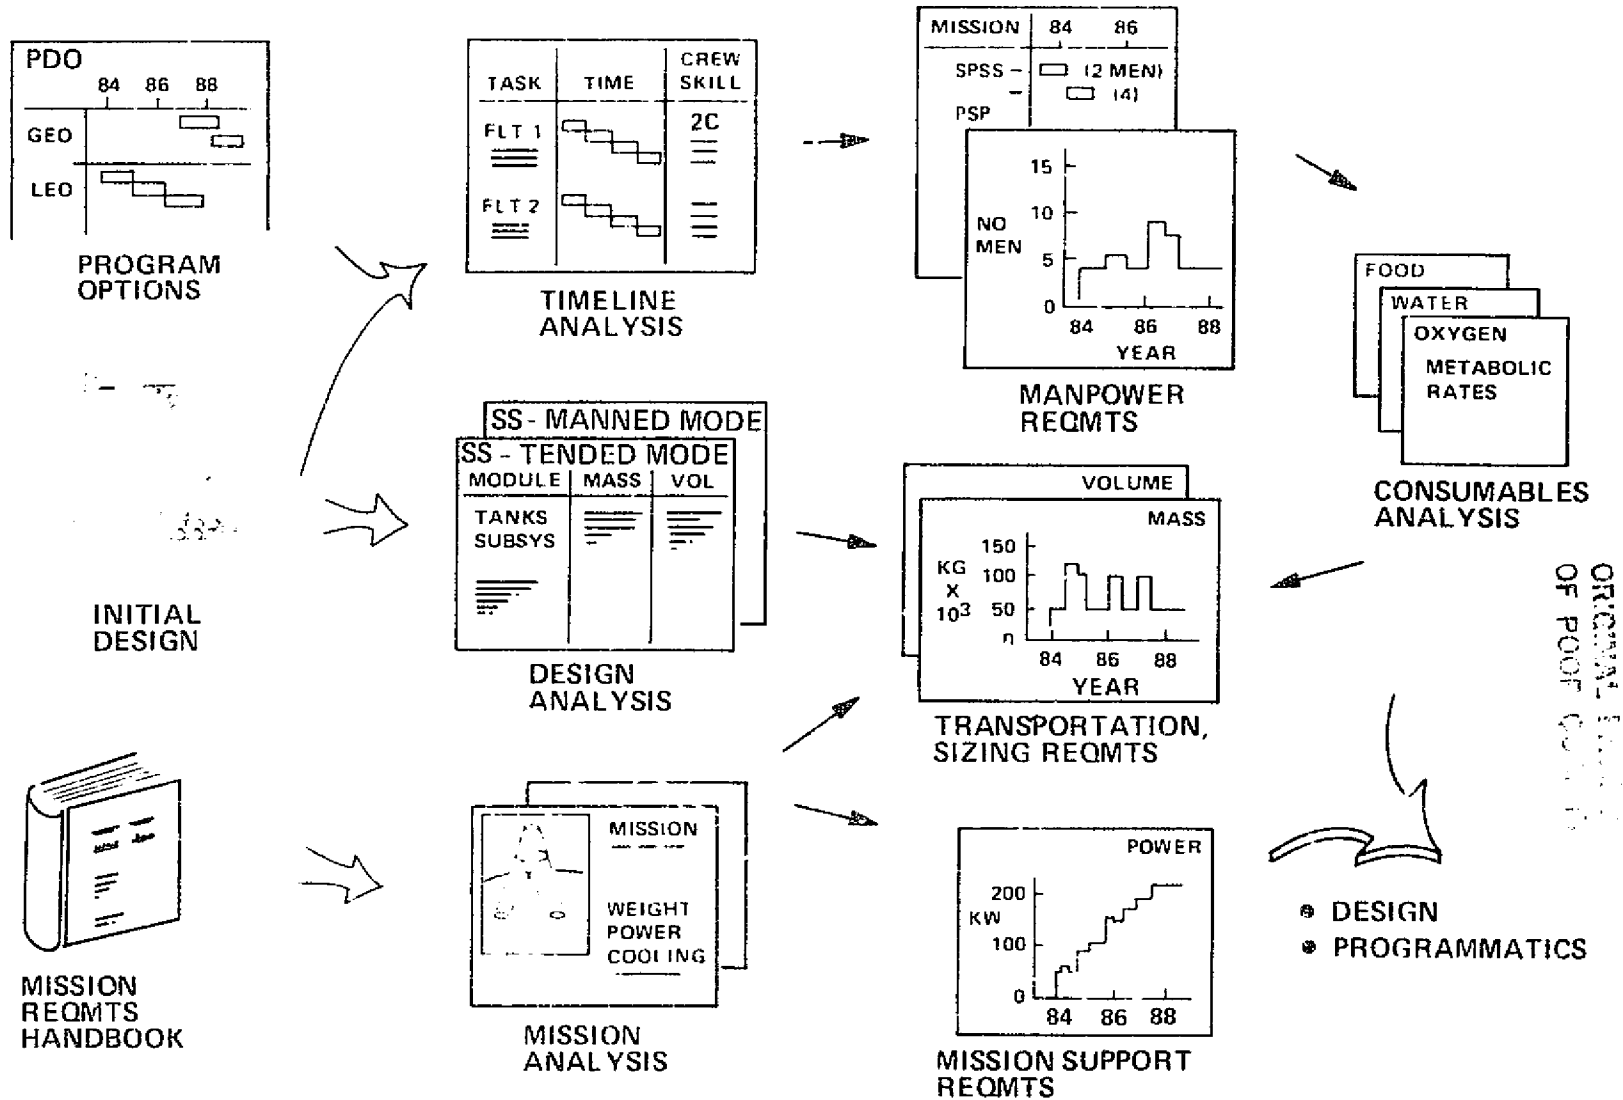 PDO
84 86 88
GEO
LEO
PROGRAM
OPTIONS
TASK TIME CREW
SKILL
FLT 1 2C
FLT 2
TIMELINE
ANALYSIS
MISSION 84 86
SPSS - (2 MEN)
- (4)
PSP
15
10
NO
MEN
5
0
84 86 88
YEAR
MANPOWER
REQMTS
FOOD
WATER
OXYGEN
METABOLIC
RATES
CONSUMABLES
ANALYSIS
INITIAL
DESIGN
SS - MANNED MODE
SS - TENDED MODE
MODULE MASS VOL
TANKS
SUBSYS
DESIGN
ANALYSIS
VOLUME
MASS
150
KG 100
X
10³ 50
84 86 88
YEAR
TRANSPORTATION,
SIZING REQMTS
MISSION
REQMTS
HANDBOOK
MISSION
WEIGHT
POWER
COOLING
MISSION
ANALYSIS
POWER
200
KW
100
0
84 86 88
MISSION SUPPORT
REQMTS
• DESIGN
• PROGRAMMATICS
OF POOR